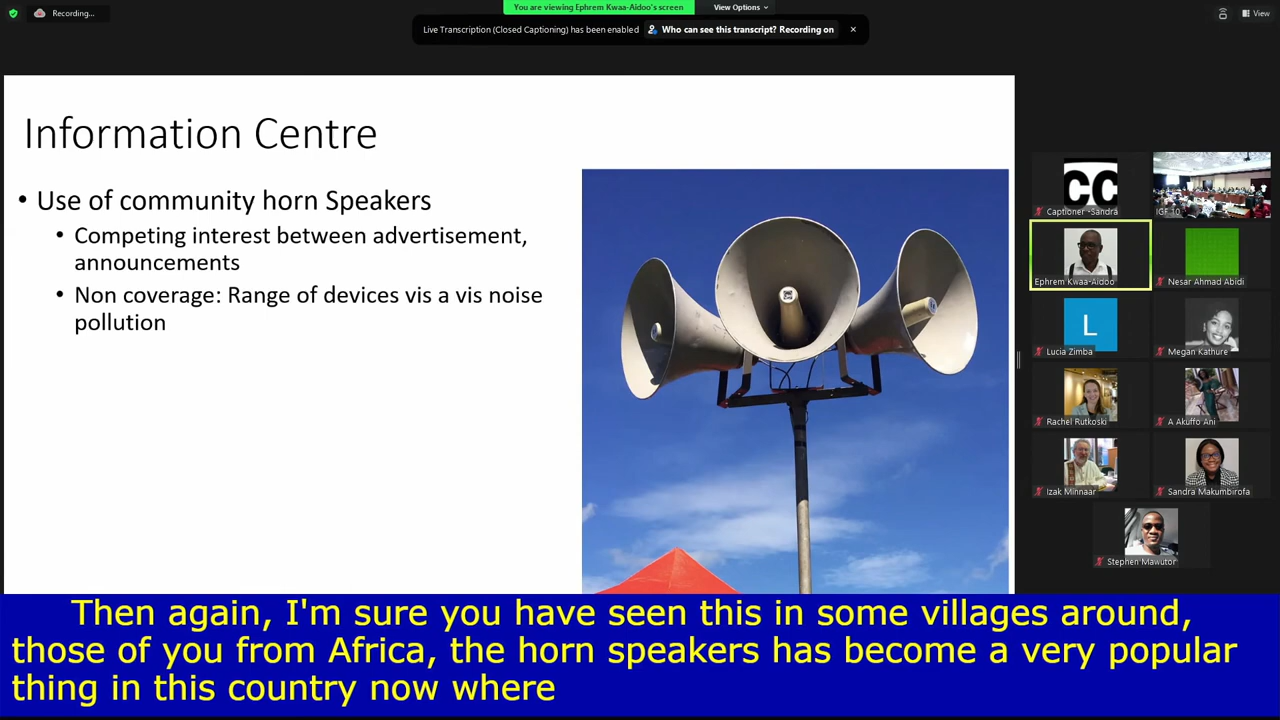 Recording...
You are viewing Ephrem Kwaa-Aidoo's screen
View Options
View
Live Transcription (Closed Captioning) has been enabled
Who can see this transcript? Recording on
Information Centre
• Use of community horn Speakers
• Competing interest between advertisement,
announcements
• Non coverage: Range of devices vis a vis noise
pollution
CC
Captioner -Sandra
IGF 10
Ephrem Kwaa-Aidoo
Nesar Ahmad Abidi
L
Lucia Zimba
Megan Kathure
Rachel Rutkoski
A Akuffo Ani
Izak Minnaar
Sandra Makumbirofa
Stephen Mawutor
Then again, I'm sure you have seen this in some villages around,
those of you from Africa, the horn speakers has become a very popular
thing in this country now where